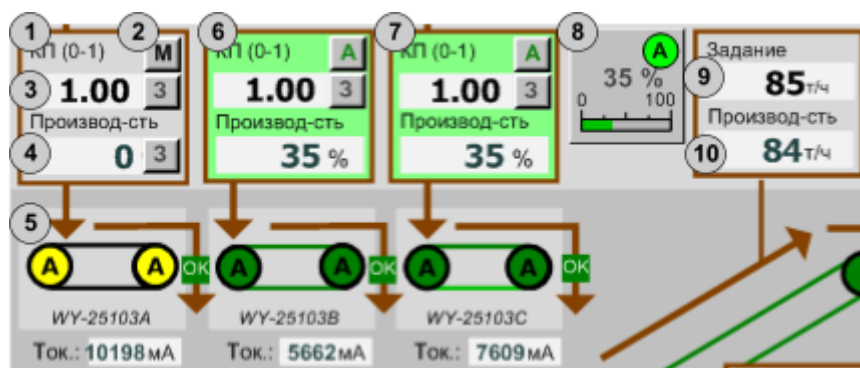 1 2 6 7 8
КП (0-1) М КП (0-1) А КП (0-1) А А Задание
35 %
3 1.00 З 1.00 З 1.00 З 0 100 9 85 т/ч
Производ-сть Производ-сть Производ-сть Производ-сть
4 0 З 35 % 35 % 10 84 т/ч
5
А А ОК А А ОК А А ОК
WY-25103A WY-25103B WY-25103C
Ток.: 10198 мА Ток.: 5662 мА Ток.: 7609 мА